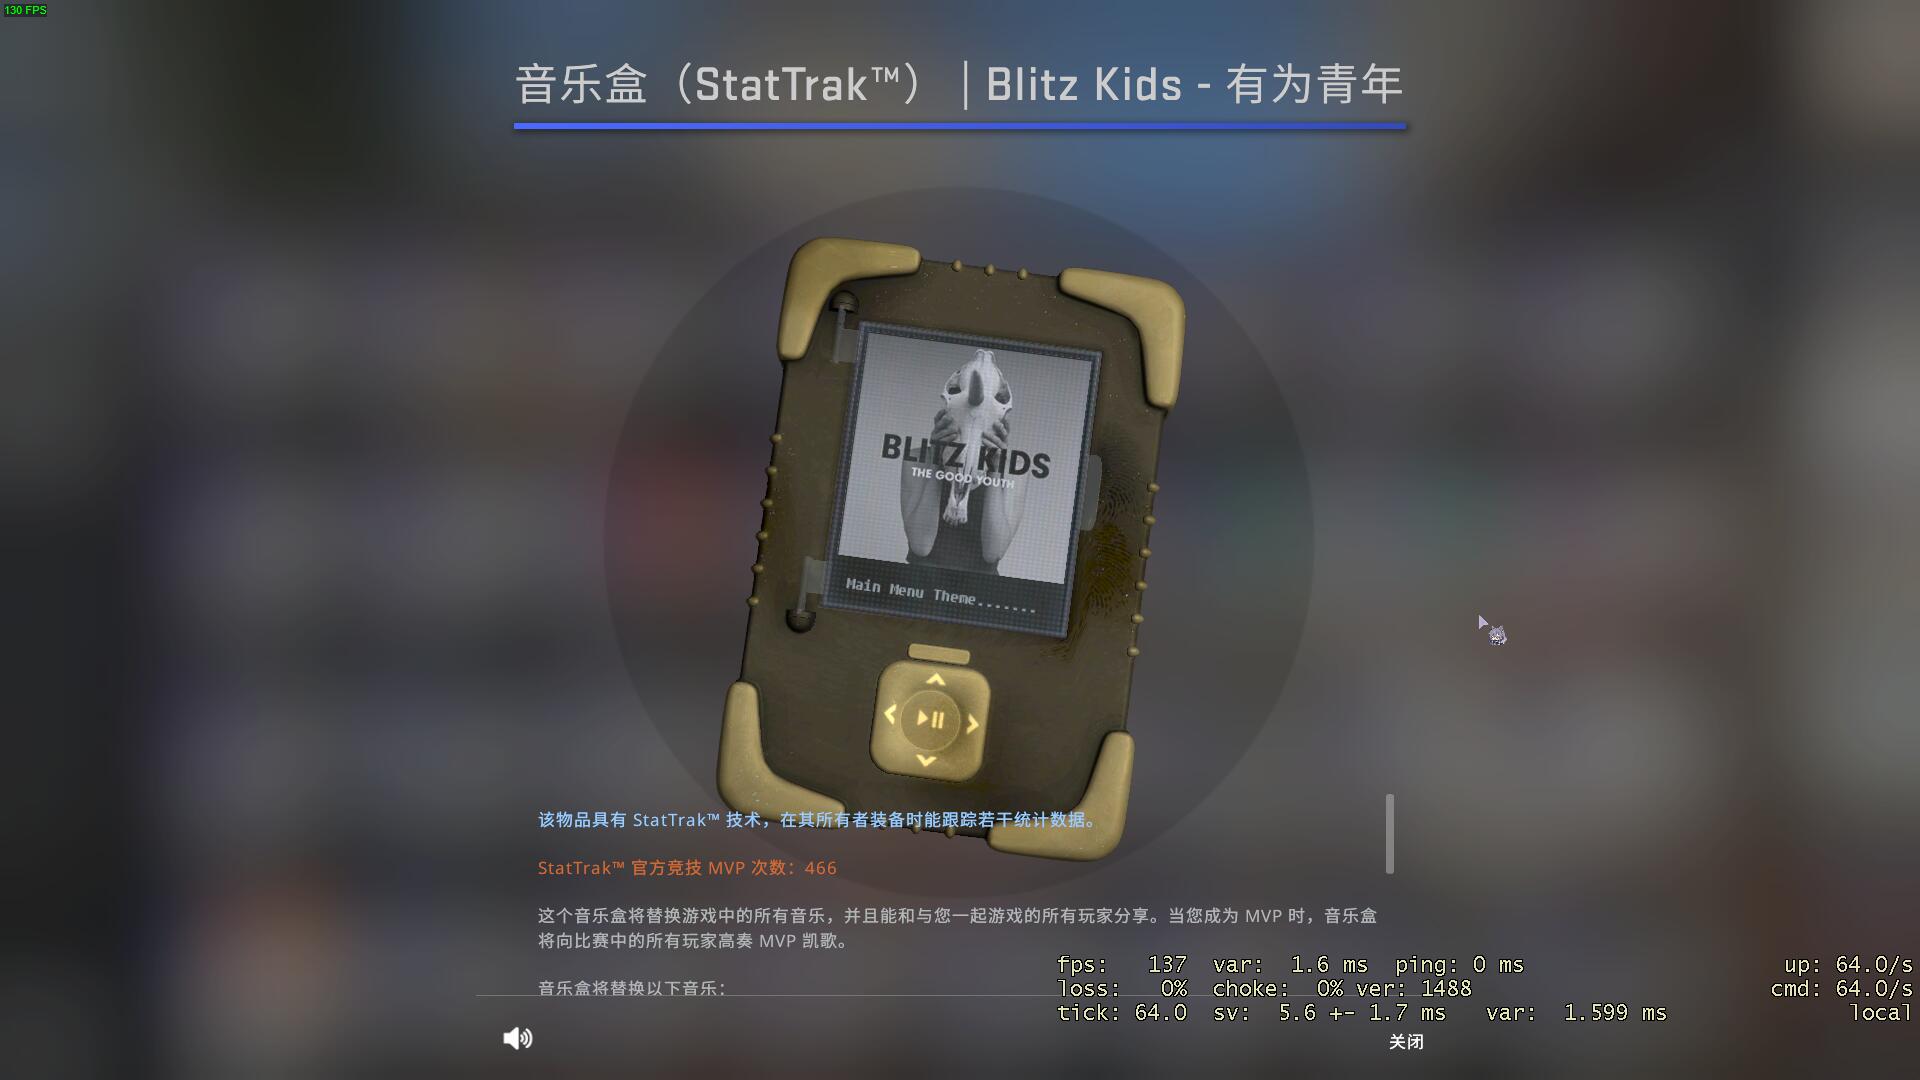 130 FPS
音乐盒（StatTrak™） | Blitz Kids - 有为青年
BLITZ KIDS
THE GOOD YOUTH
Main Menu Theme.......
该物品具有 StatTrak™ 技术，在其所有者装备时能跟踪若干统计数据。
StatTrak™ 官方竞技 MVP 次数：466
这个音乐盒将替换游戏中的所有音乐，并且能和与您一起游戏的所有玩家分享。当您成为 MVP 时，音乐盒
将向比赛中的所有玩家高奏 MVP 凯歌。
音乐盒将替换以下音乐：
fps: 137 var: 1.6 ms ping: 0 ms
up: 64.0/s
loss: 0% choke: 0% ver: 1488
cmd: 64.0/s
tick: 64.0 sv: 5.6 +- 1.7 ms var: 1.599 ms
local
关闭